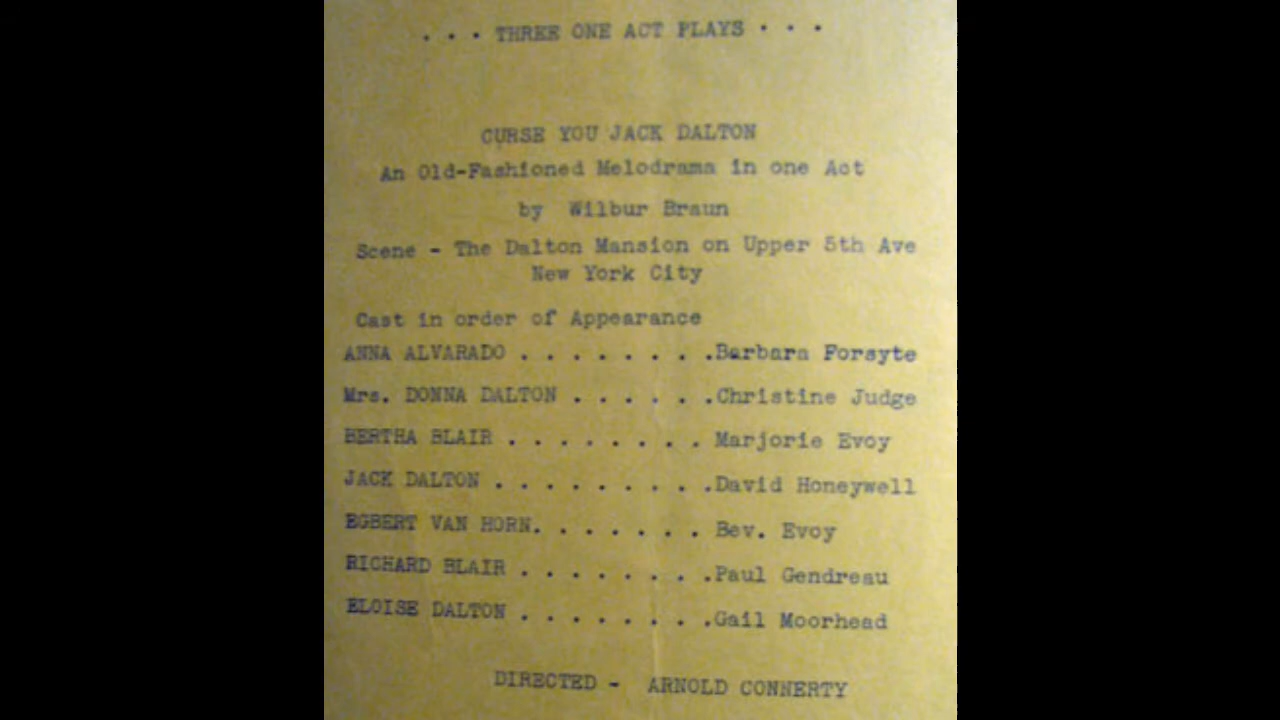 . . . THREE ONE ACT PLAYS . . .
CURSE YOU JACK DALTON
An Old-Fashioned Melodrama in one Act
by Wilbur Braun
Scene - The Dalton Mansion on Upper 5th Ave
New York City
Cast in order of Appearance
ANNA ALVARADO . . . . . . . .Barbara Forsyte
Mrs. DONNA DALTON . . . . . .Christine Judge
BERTHA BLAIR . . . . . . . . Marjorie Evoy
JACK DALTON . . . . . . . . .David Honeywell
EGBERT VAN HORN. . . . . . . Bev. Evoy
RICHARD BLAIR . . . . . . . .Paul Gendreau
ELOISE DALTON . . . . . . . .Gail Moorhead
DIRECTED - ARNOLD CONNERTY